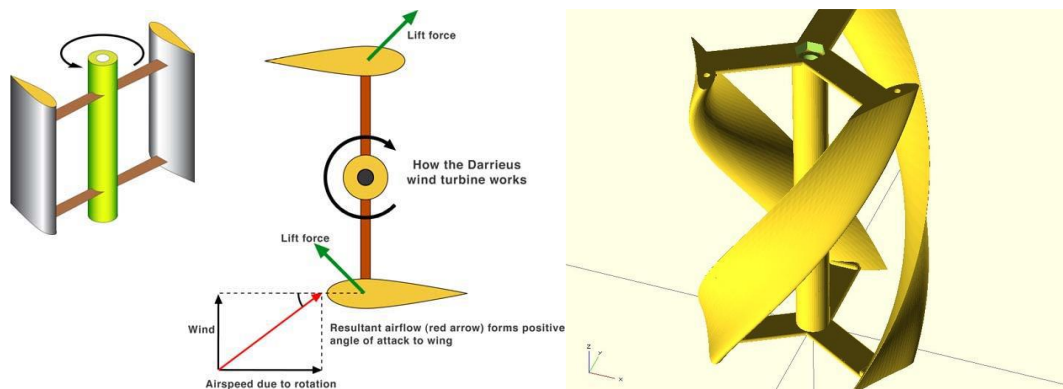 Lift force
How the Darrieus
wind turbine works
Lift force
Wind
Resultant airflow (red arrow) forms positive
angle of attack to wing
Airspeed due to rotation
z
Y
x